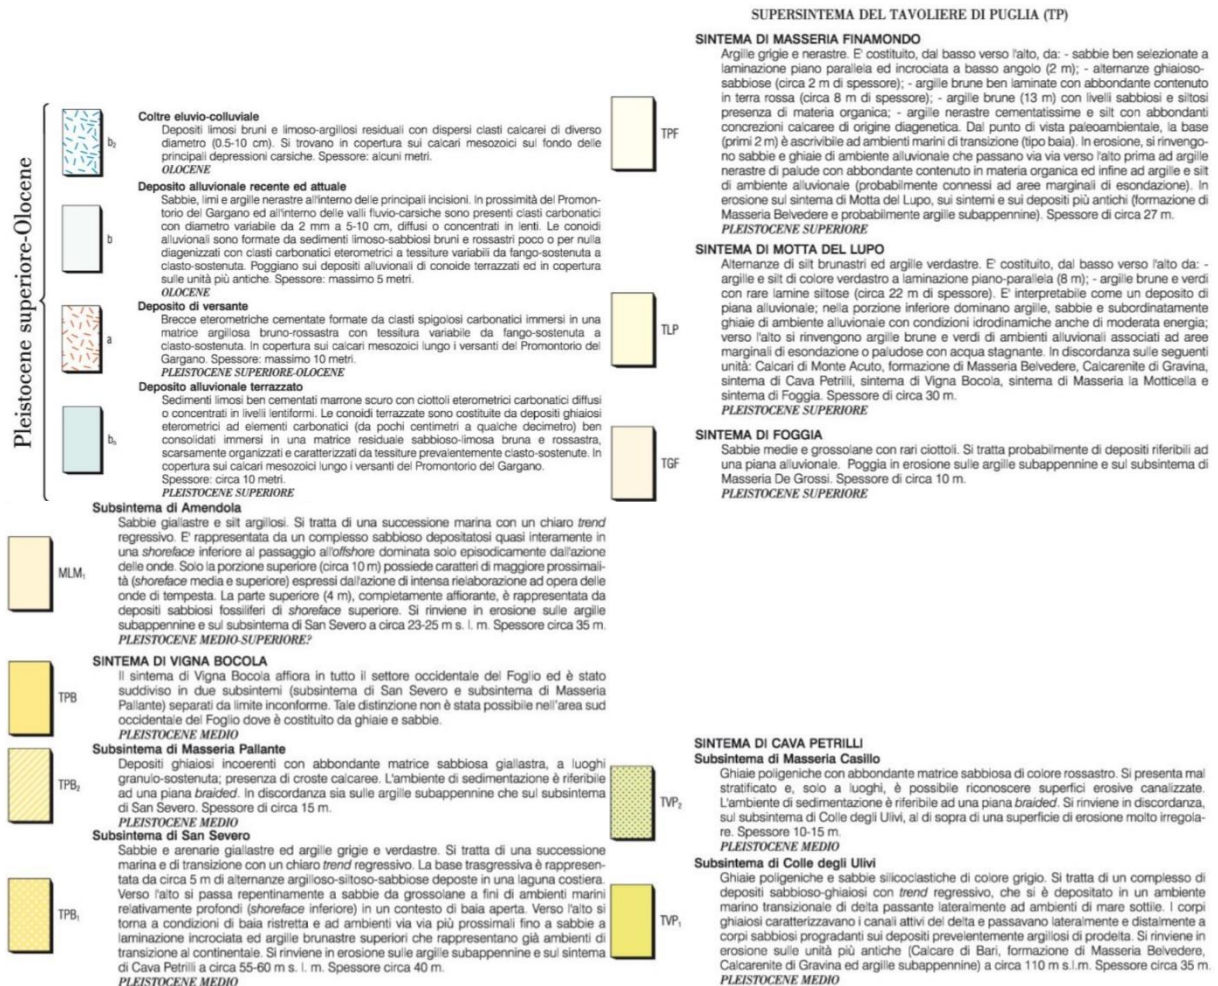 Pleistocene superiore-Olocene
b₂
Coltre eluvio-colluviale
Depositi limosi bruni e limoso-argillosi residuali con dispersi clasti calcarei di diverso
diametro (0.5-10 cm). Si trovano in copertura sui calcari mesozoici sul fondo delle
principali depressioni carsiche. Spessore: alcuni metri.
OLOCENE
b
Deposito alluvionale recente ed attuale
Sabbie, limi e argille nerastre all'interno delle principali incisioni. In prossimità del Promon-
torio del Gargano ed all'interno delle valli fluvio-carsiche sono presenti clasti carbonatici
con diametro variabile da 2 mm a 5-10 cm, diffusi o concentrati in lenti. Le conoidi
alluvionali sono formate da sedimenti limoso-sabbiosi bruni e rossastri poco o per nulla
diagenizzati con clasti carbonatici eterometrici a tessiture variabili da fango-sostenuta a
clasto-sostenuta. Poggiano sui depositi alluvionali di conoide terrazzati ed in copertura
sulle unità più antiche. Spessore: massimo 5 metri.
OLOCENE
a
Deposito di versante
Brecce eterometriche cementate formate da clasti spigolosi carbonatici immersi in una
matrice argillosa bruno-rossastra con tessitura variabile da fango-sostenuta a
clasto-sostenuta. In copertura sui calcari mesozoici lungo i versanti del Promontorio del
Gargano. Spessore: massimo 10 metri.
PLEISTOCENE SUPERIORE-OLOCENE
bₙ
Deposito alluvionale terrazzato
Sedimenti limosi ben cementati marrone scuro con ciottoli eterometrici carbonatici diffusi
o concentrati in livelli lentiformi. Le conoidi terrazzate sono costituite da depositi ghiaiosi
eterometrici ad elementi carbonatici (da pochi centimetri a qualche decimetro) ben
consolidati immersi in una matrice residuale sabbioso-limosa bruna e rossastra,
scarsamente organizzati e caratterizzati da tessiture prevalentemente clasto-sostenute. In
copertura sui calcari mesozoici lungo i versanti del Promontorio del Gargano.
Spessore: circa 10 metri.
PLEISTOCENE SUPERIORE
MLM₁
Subsintema di Amendola
Sabbie giallastre e silt argillosi. Si tratta di una successione marina con un chiaro trend
regressivo. E' rappresentata da un complesso sabbioso depositatosi quasi interamente in
una shoreface inferiore al passaggio all'offshore dominata solo episodicamente dall'azione
delle onde. Solo la porzione superiore (circa 10 m) possiede caratteri di maggiore prossimali-
tà (shoreface media e superiore) espressi dall'azione di intensa rielaborazione ad opera delle
onde di tempesta. La parte superiore (4 m), completamente affiorante, è rappresentata da
depositi sabbiosi fossiliferi di shoreface superiore. Si rinviene in erosione sulle argille
subappennine e sul subsintema di San Severo a circa 23-25 m s. l. m. Spessore circa 35 m.
PLEISTOCENE MEDIO-SUPERIORE?
TPB
SINTEMA DI VIGNA BOCOLA
Il sintema di Vigna Bocola affiora in tutto il settore occidentale del Foglio ed è stato
suddiviso in due subsintemi (subsintema di San Severo e subsintema di Masseria
Pallante) separati da limite inconforme. Tale distinzione non è stata possibile nell'area sud
occidentale del Foglio dove è costituito da ghiaie e sabbie.
PLEISTOCENE MEDIO
TPB₂
Subsintema di Masseria Pallante
Depositi ghiaiosi incoerenti con abbondante matrice sabbiosa giallastra, a luoghi
granulo-sostenuta; presenza di croste calcaree. L'ambiente di sedimentazione è riferibile
ad una piana braided. In discordanza sia sulle argille subappennine che sul subsintema
di San Severo. Spessore di circa 15 m.
PLEISTOCENE MEDIO
TPB₁
Subsintema di San Severo
Sabbie e arenarie giallastre ed argille grigie e verdastre. Si tratta di una successione
marina e di transizione con un chiaro trend regressivo. La base trasgressiva è rappresen-
tata da circa 5 m di alternanze argilloso-siltoso-sabbiose deposte in una laguna costiera.
Verso l'alto si passa repentinamente a sabbie da grossolane a fini di ambienti marini
relativamente profondi (shoreface inferiore) in un contesto di baia aperta. Verso l'alto si
torna a condizioni di baia ristretta e ad ambienti via via più prossimali fino a sabbie a
laminazione incrociata ed argille brunastre superiori che rappresentano già ambienti di
transizione al continentale. Si rinviene in erosione sulle argille subappennine e sul sintema
di Cava Petrilli a circa 55-60 m s. l. m. Spessore circa 40 m.
PLEISTOCENE MEDIO
SUPERSINTEMA DEL TAVOLIERE DI PUGLIA (TP)
TPF
SINTEMA DI MASSERIA FINAMONDO
Argille grigie e nerastre. E' costituito, dal basso verso l'alto, da: - sabbie ben selezionate a
laminazione piano parallela ed incrociata a basso angolo (2 m); - alternanze ghiaioso-
sabbiose (circa 2 m di spessore); - argille brune ben laminate con abbondante contenuto
in terra rossa (circa 8 m di spessore); - argille brune (13 m) con livelli sabbiosi e siltosi
presenza di materia organica; - argille nerastre cementatissime e silt con abbondanti
concrezioni calcaree di origine diagenetica. Dal punto di vista paleoambientale, la base
(primi 2 m) è ascrivibile ad ambienti marini di transizione (tipo baia). In erosione, si rinvengo-
no sabbie e ghiaie di ambiente alluvionale che passano via via verso l'alto prima ad argille
nerastre di palude con abbondante contenuto in materia organica ed infine ad argille e silt
di ambiente alluvionale (probabilmente connessi ad aree marginali di esondazione). In
erosione sul sintema di Motta del Lupo, sui sintemi e sui depositi più antichi (formazione di
Masseria Belvedere e probabilmente argille subappennine). Spessore di circa 27 m.
PLEISTOCENE SUPERIORE
TLP
SINTEMA DI MOTTA DEL LUPO
Alternanze di silt brunastri ed argille verdastre. E' costituito, dal basso verso l'alto da: -
argille e silt di colore verdastro a laminazione piano-parallela (8 m); - argille brune e verdi
con rare lamine siltose (circa 22 m di spessore). E' interpretabile come un deposito di
piana alluvionale; nella porzione inferiore dominano argille, sabbie e subordinatamente
ghiaie di ambiente alluvionale con condizioni idrodinamiche anche di moderata energia;
verso l'alto si rinvengono argille brune e verdi di ambienti alluvionali associati ad aree
marginali di esondazione o paludose con acqua stagnante. In discordanza sulle seguenti
unità: Calcari di Monte Acuto, formazione di Masseria Belvedere, Calcarenite di Gravina,
sintema di Cava Petrilli, sintema di Vigna Bocola, sintema di Masseria la Motticella e
sintema di Foggia. Spessore di circa 30 m.
PLEISTOCENE SUPERIORE
TGF
SINTEMA DI FOGGIA
Sabbie medie e grossolane con rari ciottoli. Si tratta probabilmente di depositi riferibili ad
una piana alluvionale. Poggia in erosione sulle argille subappennine e sul subsintema di
Masseria De Grossi. Spessore di circa 10 m.
PLEISTOCENE SUPERIORE
SINTEMA DI CAVA PETRILLI
TVP₂
Subsintema di Masseria Casillo
Ghiaie poligeniche con abbondante matrice sabbiosa di colore rossastro. Si presenta mal
stratificato e, solo a luoghi, è possibile riconoscere superfici erosive canalizzate.
L'ambiente di sedimentazione è riferibile ad una piana braided. Si rinviene in discordanza,
sul subsintema di Colle degli Ulivi, al di sopra di una superficie di erosione molto irregola-
re. Spessore 10-15 m.
PLEISTOCENE MEDIO
TVP₁
Subsintema di Colle degli Ulivi
Ghiaie poligeniche e sabbie silicoclastiche di colore grigio. Si tratta di un complesso di
depositi sabbioso-ghiaiosi con trend regressivo, che si è depositato in un ambiente
marino transizionale di delta passante lateralmente ad ambienti di mare sottile. I corpi
ghiaiosi caratterizzavano i canali attivi del delta e passavano lateralmente e distalmente a
corpi sabbiosi progradanti sui depositi prevelentemente argillosi di prodelta. Si rinviene in
erosione sulle unità più antiche (Calcare di Bari, formazione di Masseria Belvedere,
Calcarenite di Gravina ed argille subappennine) a circa 110 m s.l.m. Spessore circa 35 m.
PLEISTOCENE MEDIO